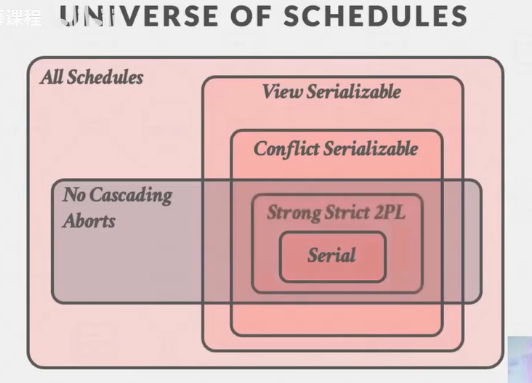 课程
UNIVERSE OF SCHEDULES
All Schedules
View Serializable
Conflict Serializable
No Cascading
Aborts
Strong Strict 2PL
Serial